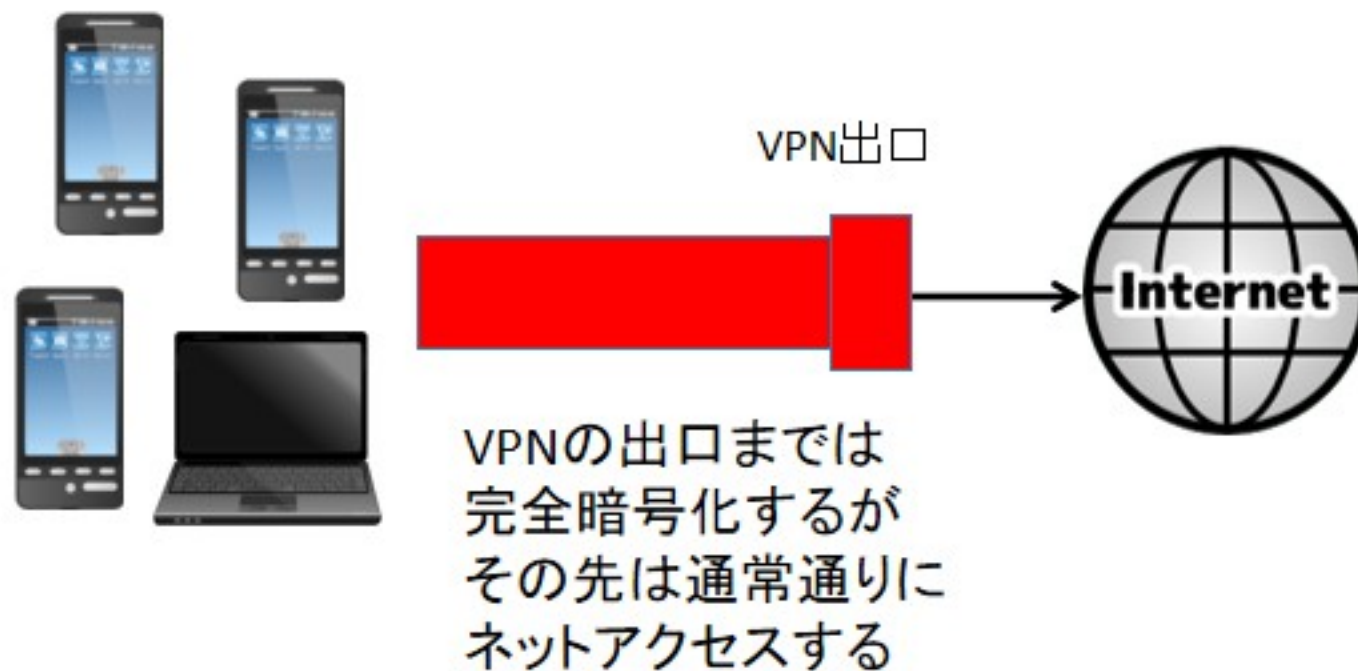 VPN出口
Internet
VPNの出口までは
完全暗号化するが
その先は通常通りに
ネットアクセスする